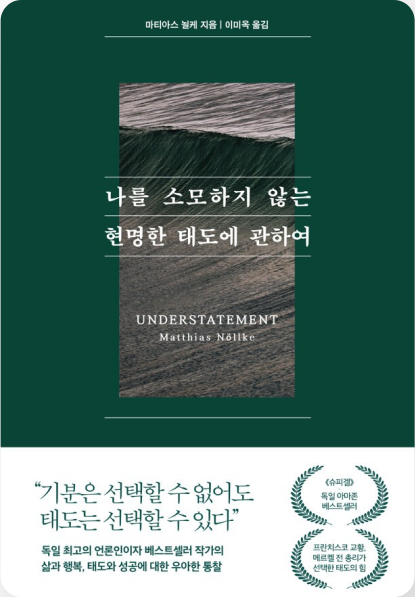 마티아스 뇔케 지음 | 이미옥 옮김
나를 소모하지 않는
현명한 태도에 관하여
UNDERSTATEMENT
Matthias Nöllke
“기분은 선택할 수 없어도
태도는 선택할 수 있다”
독일 최고의 언론인이자 베스트셀러 작가의
삶과 행복, 태도와 성공에 대한 우아한 통찰
《슈피겔》
독일 아마존
베스트셀러
프란치스코 교황,
메르켈 전 총리가
선택한 태도의 힘